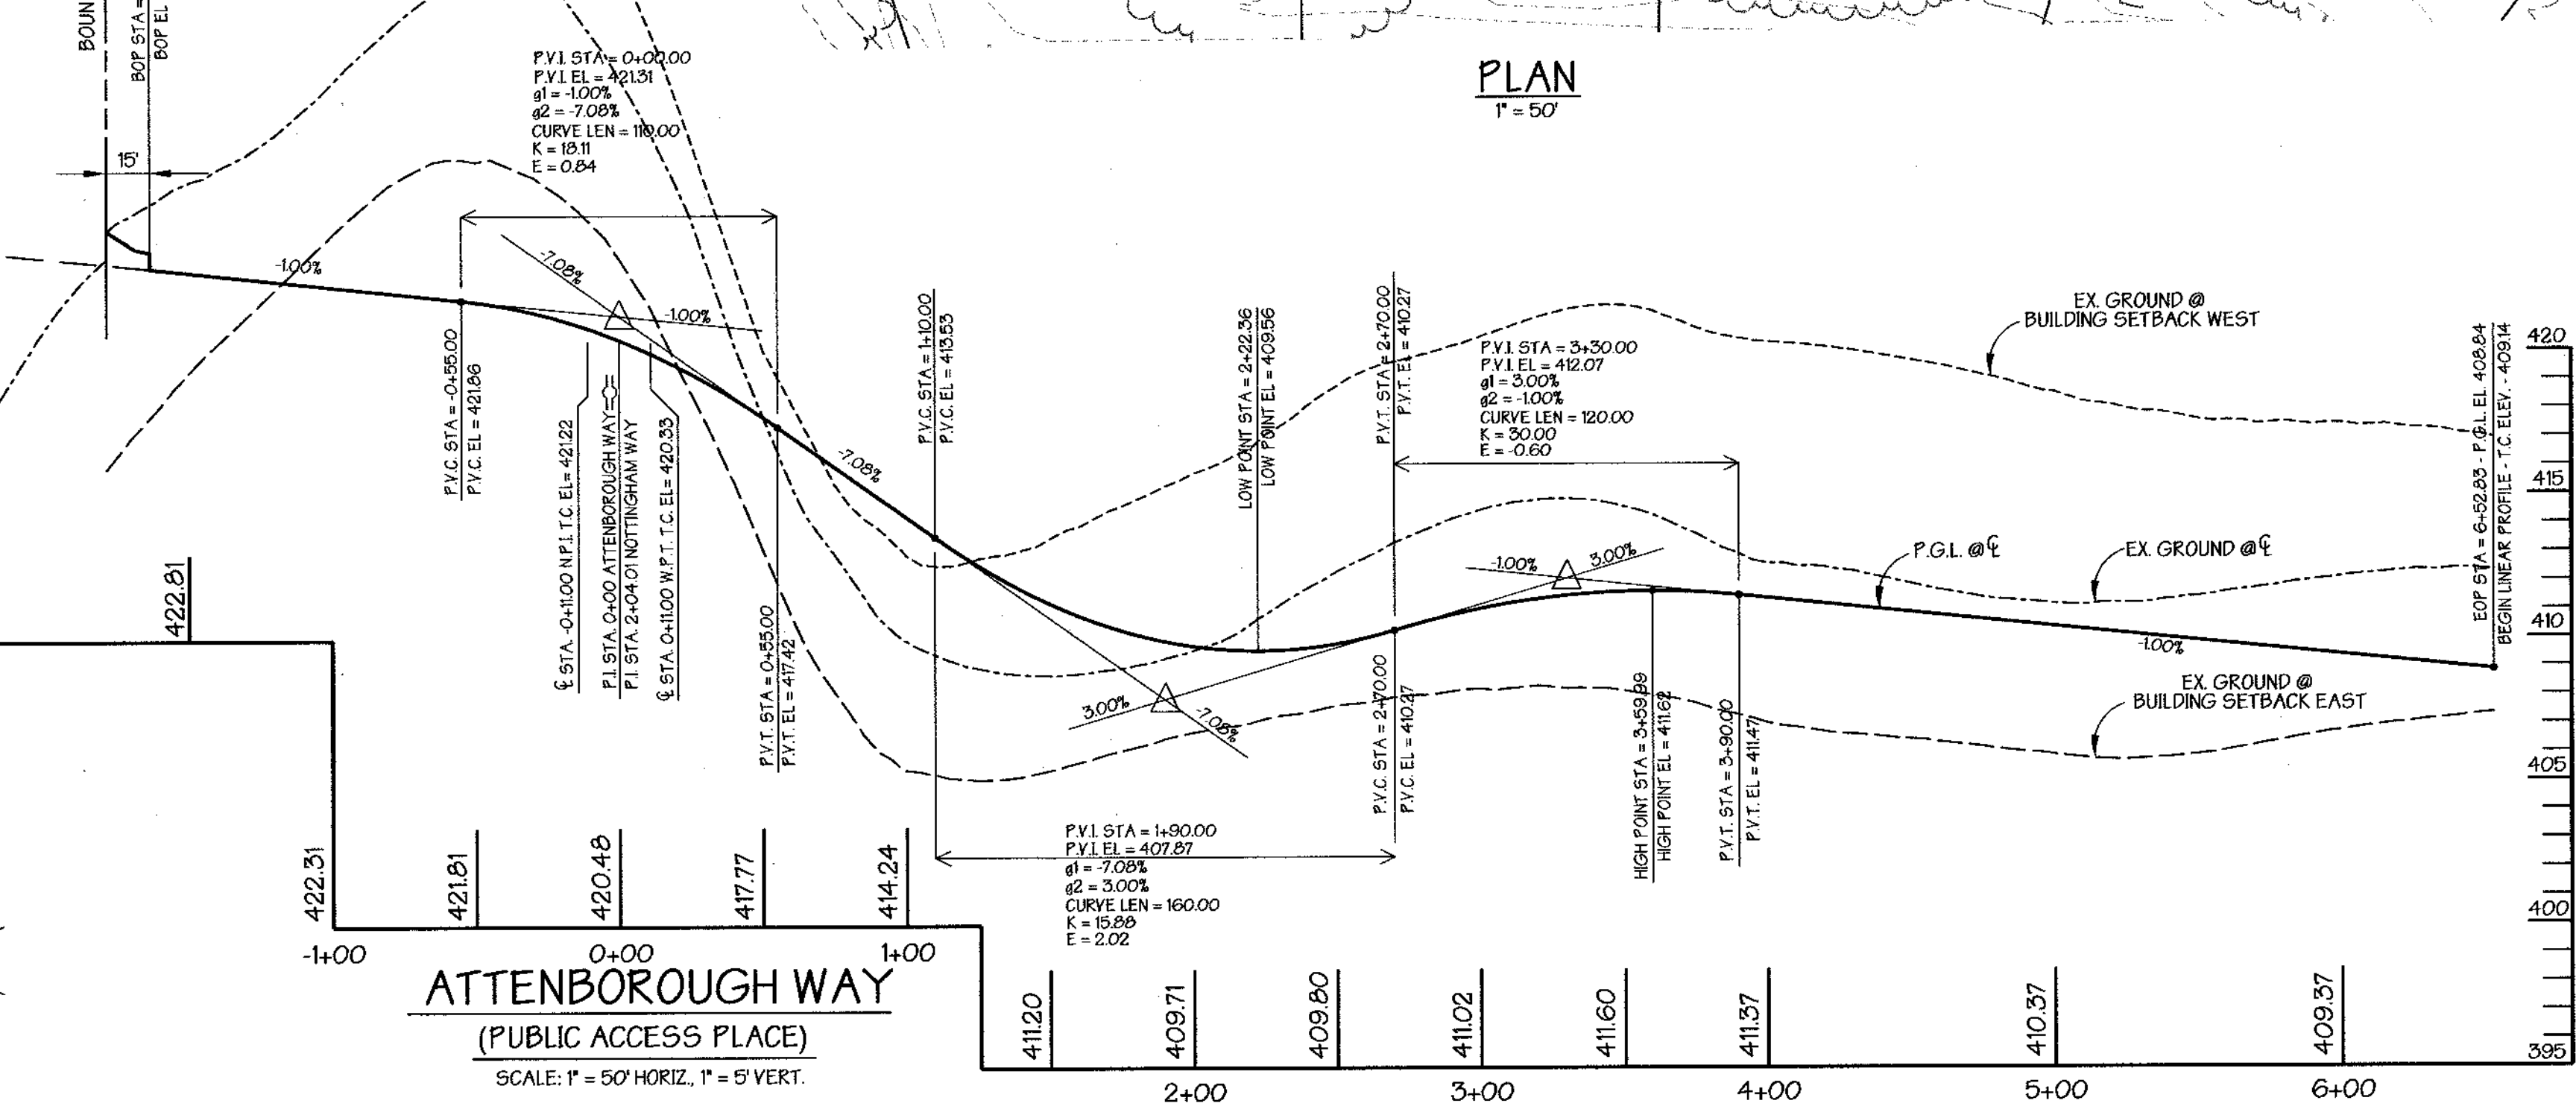 BOUN
BOP STA =
BOP EL
P.V.I. STA = 0+00.00
P.V.I. EL = 421.31
g1 = -1.00%
g2 = -7.08%
CURVE LEN = 110.00
K = 18.11
E = 0.84
PLAN
1" = 50'
15'
-1.00%
-7.08%
-1.00%
P.V.C. STA = -0+55.00
P.V.C. EL = 421.86
℄ STA. -0+11.00 N.P.I. T.C. EL = 421.22
P.I. STA. 0+00 ATTENBOROUGH WAY=
P.I. STA. 2+04.01 NOTTINGHAM WAY
℄ STA. 0+11.00 W.P.T. T.C. EL = 420.33
P.V.T. STA = 0+55.00
P.V.T. EL = 417.42
-7.08%
P.V.C. STA = 1+10.00
P.V.C. EL = 413.53
LOW POINT STA = 2+22.36
LOW POINT EL = 409.56
P.V.T. STA = 2+70.00
P.V.T. EL = 410.27
P.V.I. STA = 3+30.00
P.V.I. EL = 412.07
g1 = 3.00%
g2 = -1.00%
CURVE LEN = 120.00
K = 30.00
E = -0.60
EX. GROUND @
BUILDING SETBACK WEST
EOP STA = 6+52.83 - P.G.L. EL. 408.84
BEGIN LINEAR PROFILE - T.C. ELEV. - 409.14
420
415
410
405
400
395
-1.00%
3.00%
P.G.L. @ ℄
EX. GROUND @ ℄
-1.00%
EX. GROUND @
BUILDING SETBACK EAST
3.00%
-7.08%
P.V.C. STA = 2+70.00
P.V.C. EL = 410.27
HIGH POINT STA = 3+59.99
HIGH POINT EL = 411.62
P.V.T. STA = 3+90.00
P.V.T. EL = 411.47
P.V.I. STA = 1+90.00
P.V.I. EL = 407.87
g1 = -7.08%
g2 = 3.00%
CURVE LEN = 160.00
K = 15.88
E = 2.02
422.81
422.31
421.81
420.48
417.77
414.24
-1+00
0+00
1+00
411.20
409.71
409.80
411.02
411.60
411.37
410.37
409.37
2+00
3+00
4+00
5+00
6+00
ATTENBOROUGH WAY
(PUBLIC ACCESS PLACE)
SCALE: 1" = 50' HORIZ., 1" = 5' VERT.